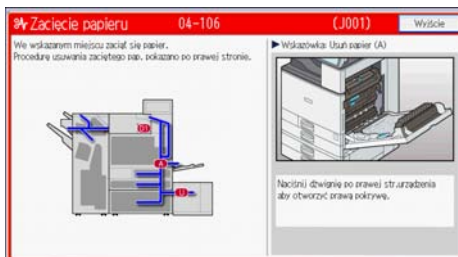 Zacięcie papieru 04-106 (J001) Wyjście
We wskazanym miejscu zaciął się papier.
Procedurę usuwania zaciętego pap. pokazano po prawej stronie.
D1
A
U
▶Wskazówka: Usuń papier (A)
Naciśnij dźwignię po prawej str.urządzenia
aby otworzyć prawą pokrywę.